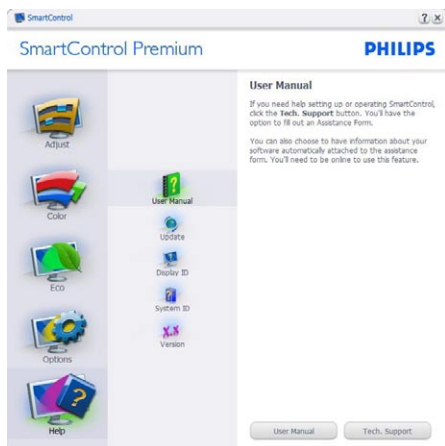 SmartControl
SmartControl Premium
PHILIPS
Adjust
Color
Eco
Options
Help
User Manual
Update
Display ID
System ID
X.X
Version
User Manual
If you need help setting up or operating SmartControl,
click the Tech. Support button. You'll have the
option to fill out an Assistance Form.
You can also choose to have information about your
software automatically attached to the assistance
form. You'll need to be online to use this feature.
User Manual
Tech. Support